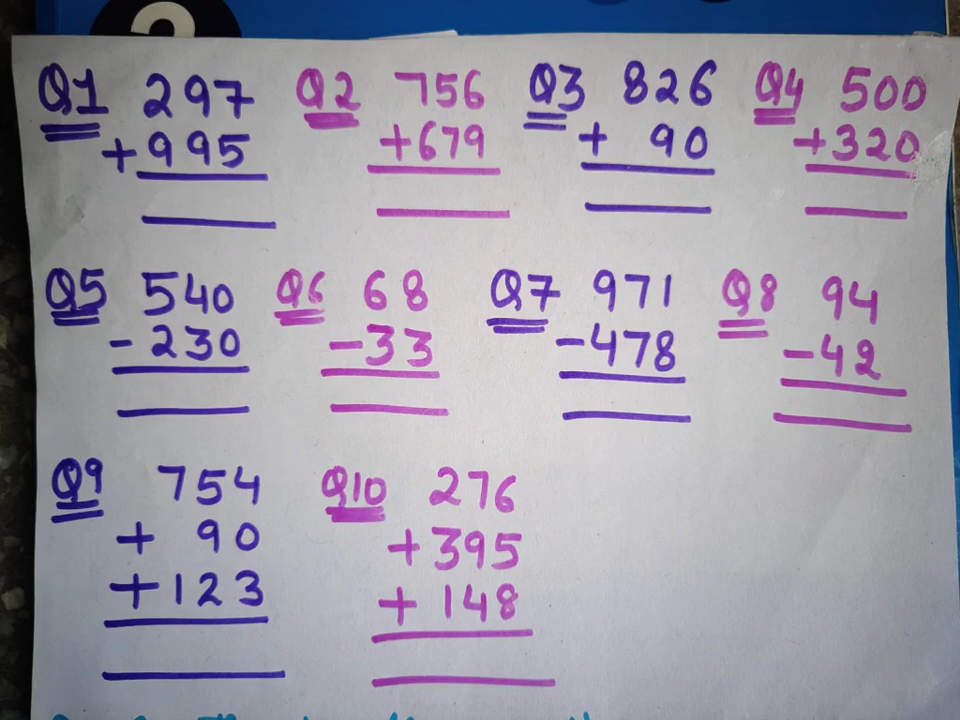 Q1 297 Q2 756 Q3 826 Q4 500
+995 +679 + 90 +320
Q5 540 Q6 68 Q7 971 Q8 94
-230 -33 -478 -42
Q9 754 Q10 276
+ 90 +395
+123 + 148